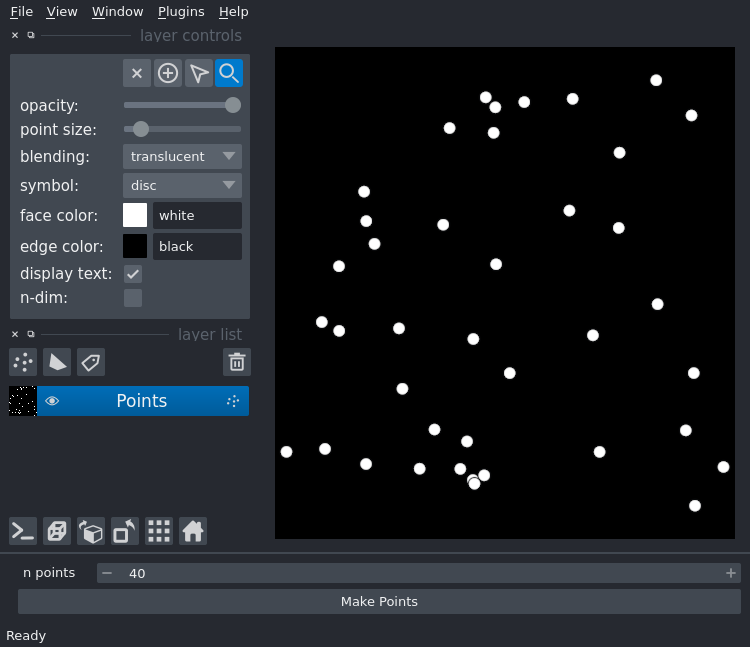 File View Window Plugins Help
layer controls
opacity:
point size:
blending: translucent
symbol: disc
face color: white
edge color: black
display text:
n-dim:
layer list
Points
n points 40
Make Points
Ready